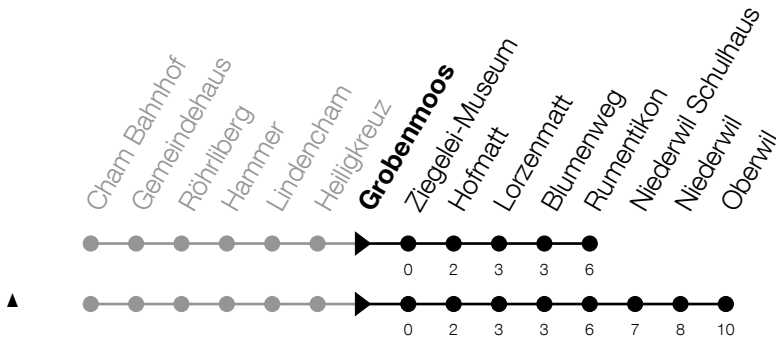 Cham Bahnhof
Gemeindehaus
Röhrliberg
Hammer
Lindencham
Heiligkreuz
Grobenmoos
Ziegelei-Museum
Hofmatt
Lorzenmatt
Blumenweg
Rumentikon
Niederwil Schulhaus
Niederwil
Oberwil
0 2 3 3 6
0 2 3 3 6 7 8 10